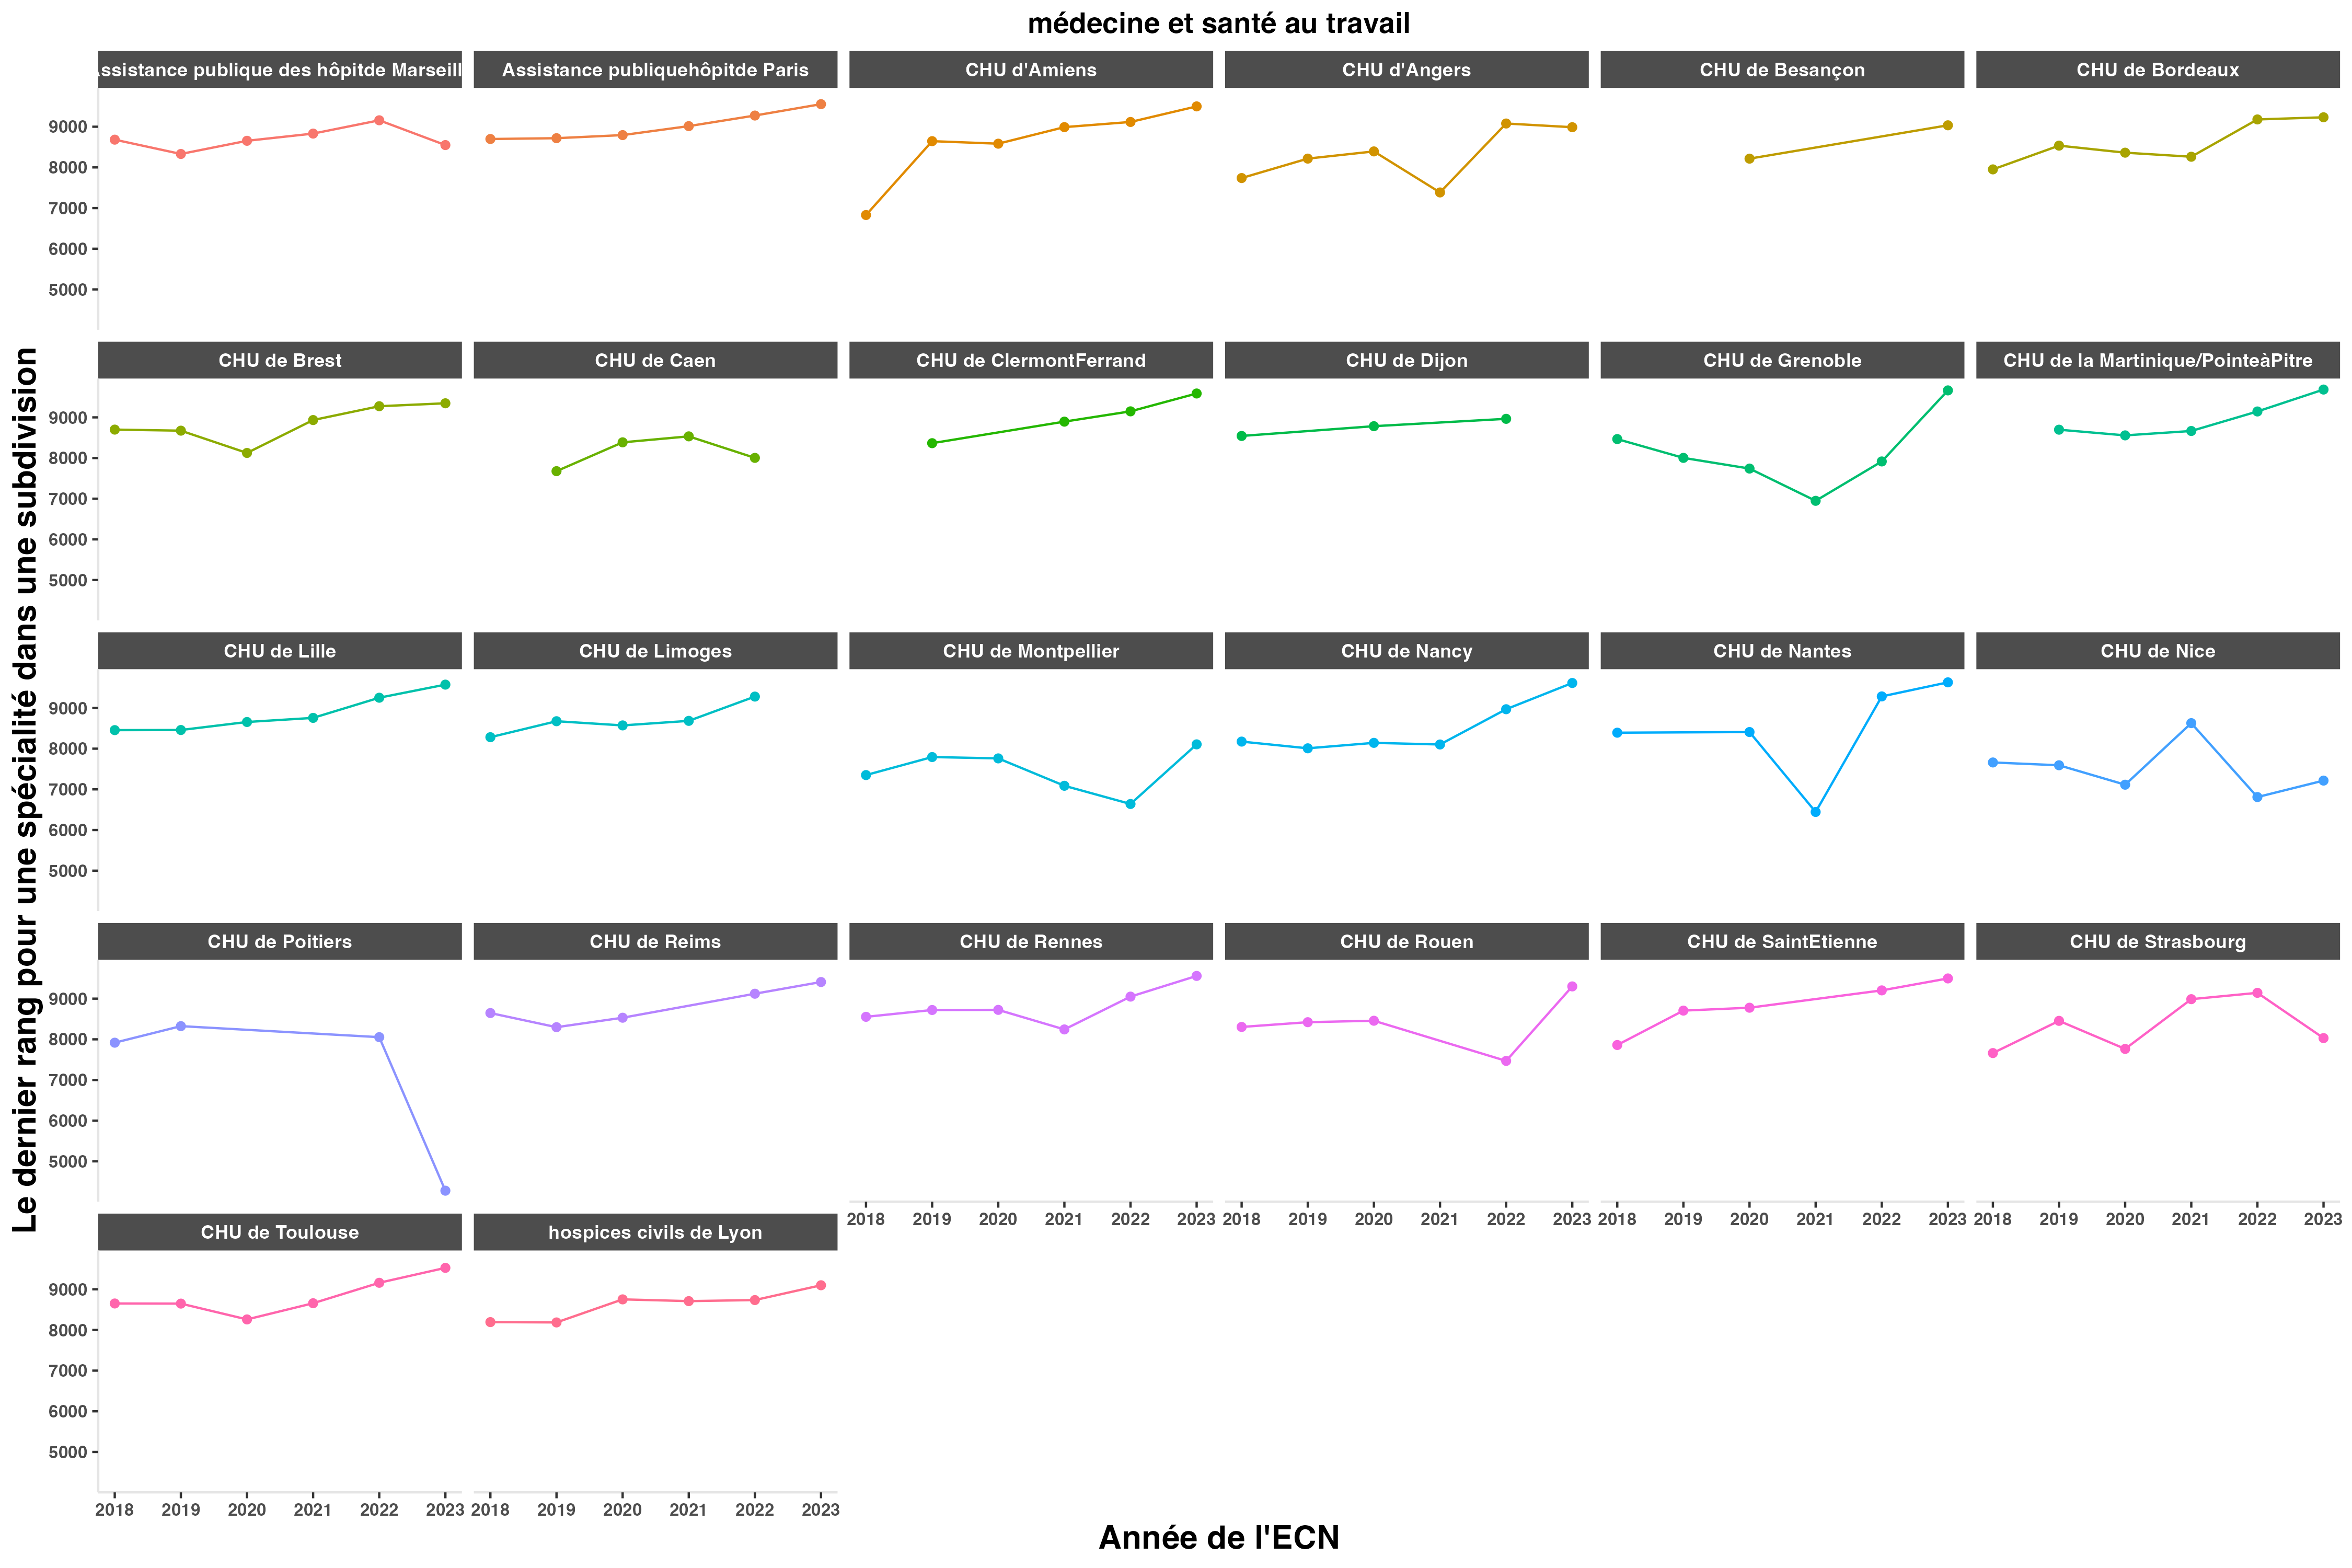 médecine et santé au travail
ssistance publique des hôpitde Marseill
Assistance publiquehôpitde Paris
CHU d'Amiens
CHU d'Angers
CHU de Besançon
CHU de Bordeaux
9000
8000
7000
6000
5000
CHU de Brest
CHU de Caen
CHU de ClermontFerrand
CHU de Dijon
CHU de Grenoble
CHU de la Martinique/PointeàPitre
9000
8000
7000
6000
5000
CHU de Lille
CHU de Limoges
CHU de Montpellier
CHU de Nancy
CHU de Nantes
CHU de Nice
9000
8000
7000
6000
5000
CHU de Poitiers
CHU de Reims
CHU de Rennes
CHU de Rouen
CHU de SaintEtienne
CHU de Strasbourg
9000
8000
7000
6000
5000
2018 2019 2020 2021 2022 2023
2018 2019 2020 2021 2022 2023
2018 2019 2020 2021 2022 2023
2018 2019 2020 2021 2022 2023
CHU de Toulouse
hospices civils de Lyon
9000
8000
7000
6000
5000
2018 2019 2020 2021 2022 2023
2018 2019 2020 2021 2022 2023
Année de l'ECN
Le dernier rang pour une spécialité dans une subdivision